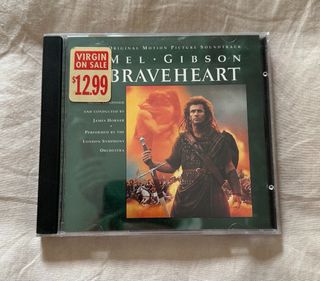 VIRGIN
ON SALE
$12.99
ORIGINAL MOTION PICTURE SOUNDTRACK
MEL · GIBSON
BRAVEHEART
AND CONDUCTED BY
JAMES HORNER
PERFORMED BY THE
LONDON SYMPHONY
ORCHESTRA